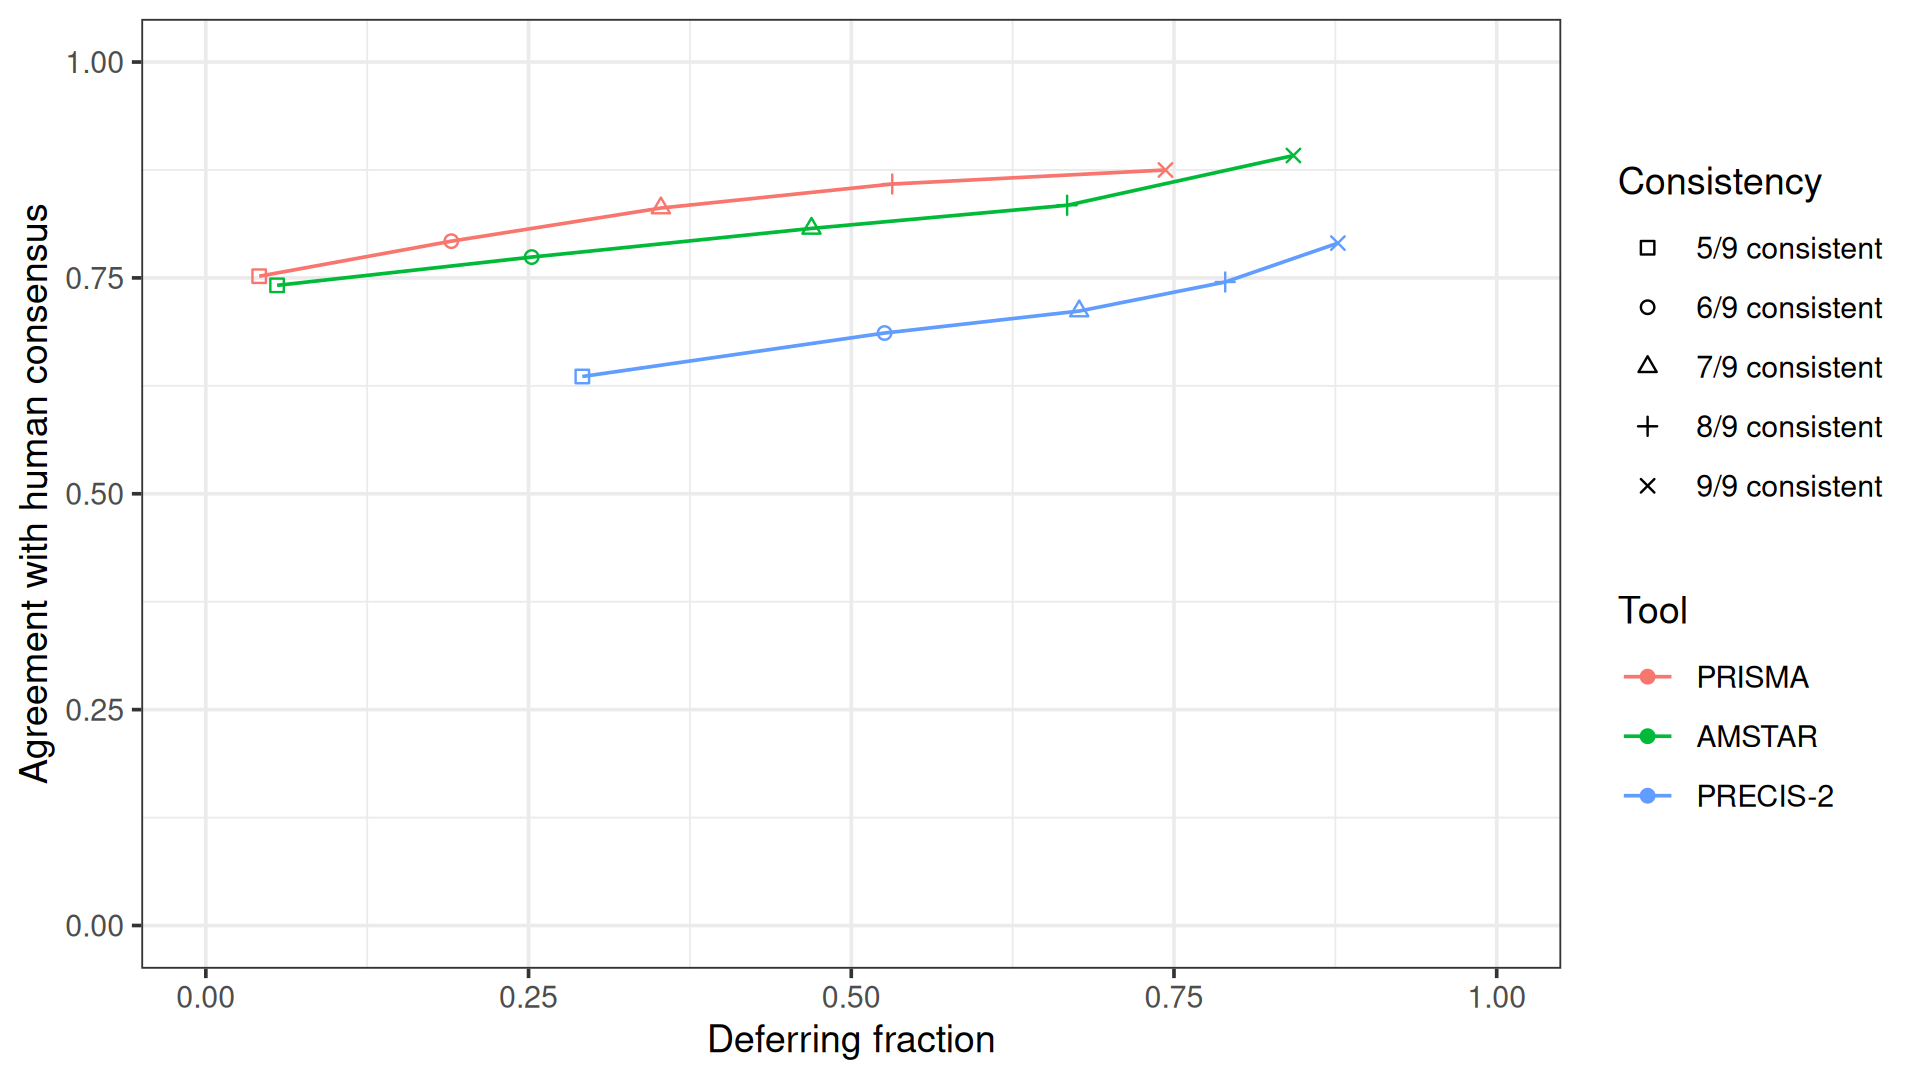 Agreement with human consensus
1.00
0.75
0.50
0.25
0.00
0.00 0.25 0.50 0.75 1.00
Deferring fraction
Consistency
5/9 consistent
6/9 consistent
7/9 consistent
8/9 consistent
9/9 consistent
Tool
PRISMA
AMSTAR
PRECIS-2